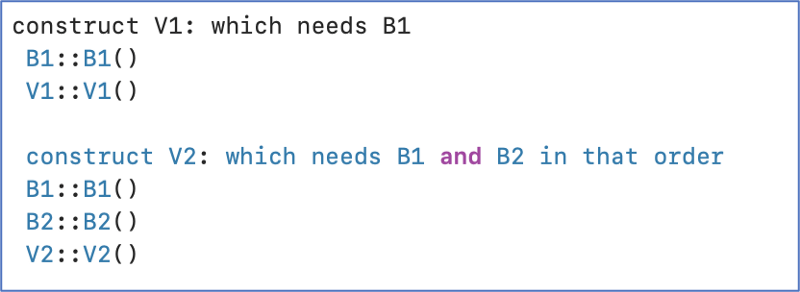 construct V1: which needs B1
B1::B1()
V1::V1()
construct V2: which needs B1 and B2 in that order
B1::B1()
B2::B2()
V2::V2()